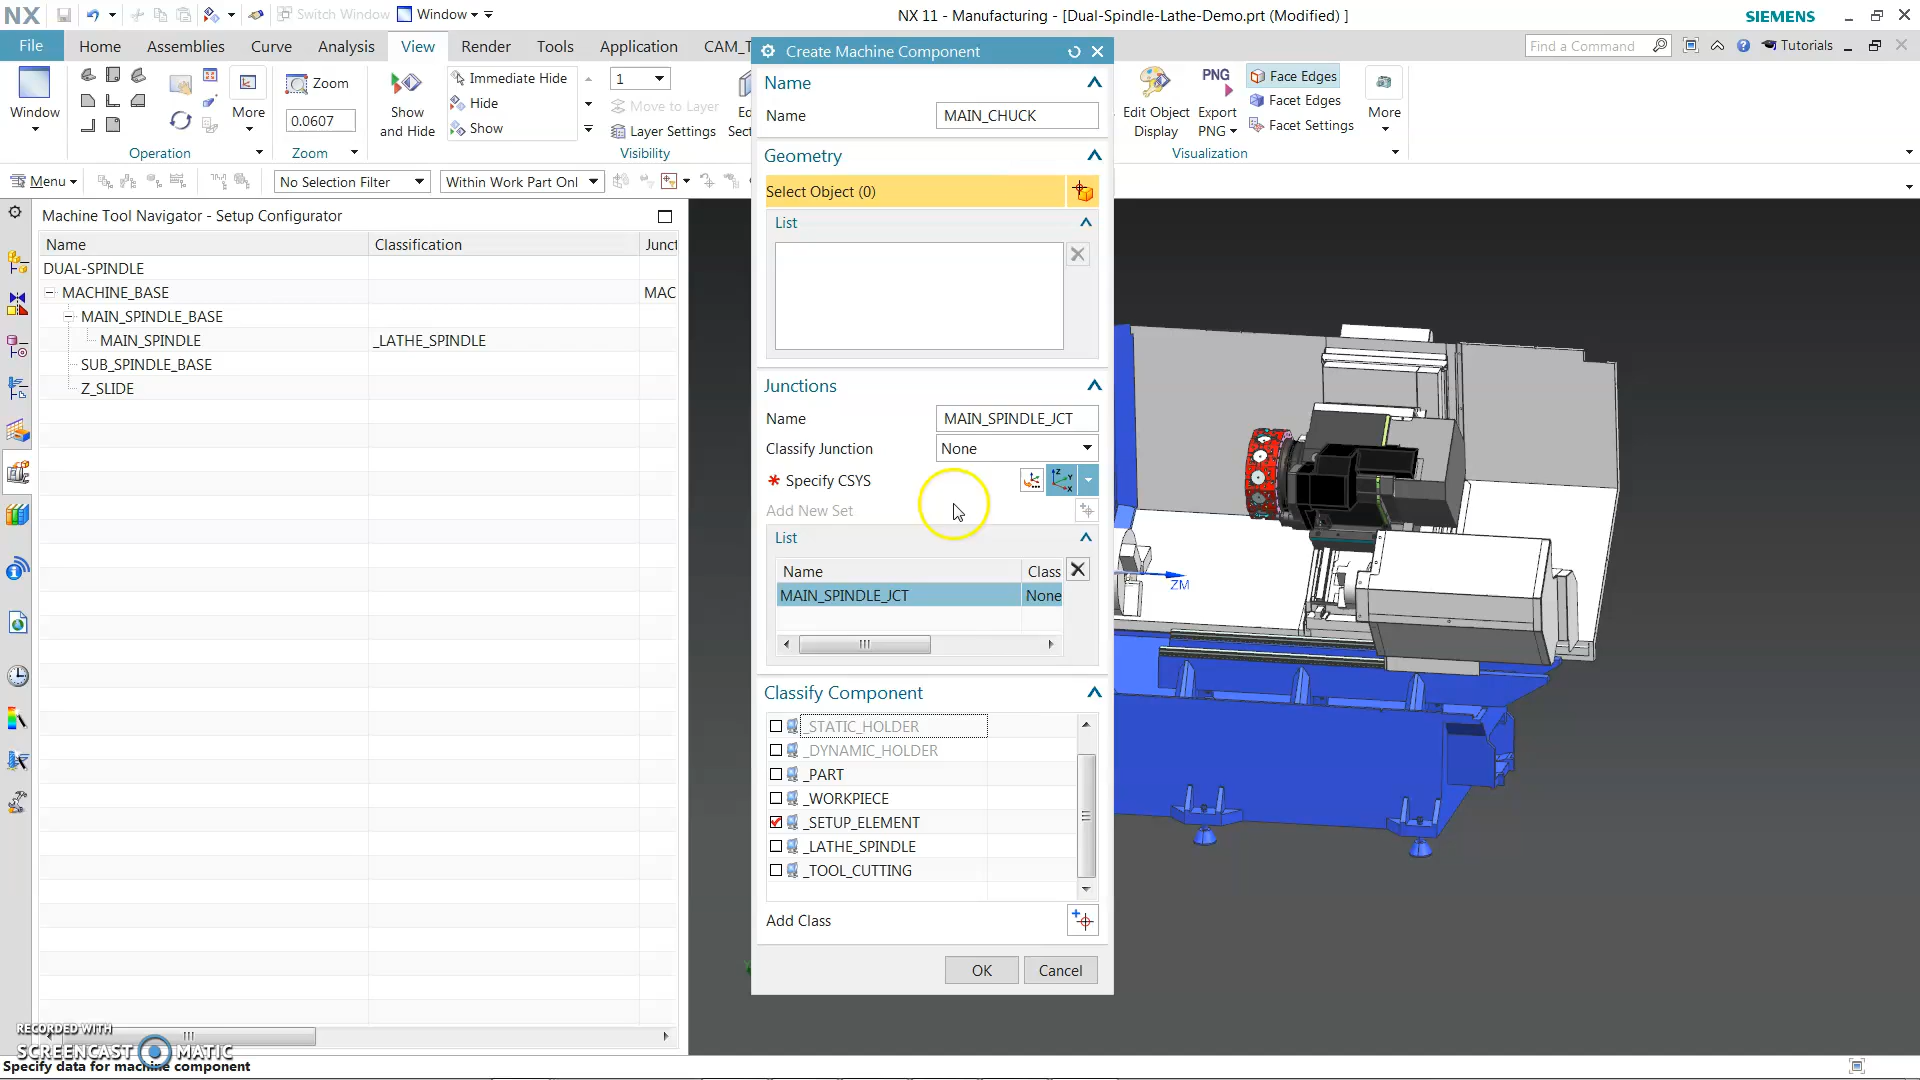 NX
Switch Window
Window
NX 11 - Manufacturing - [Dual-Spindle-Lathe-Demo.prt (Modified) ]
SIEMENS
File
Home
Assemblies
Curve
Analysis
View
Render
Tools
Application
Find a Command
Tutorials
Window
More
Operation
Zoom
0.0607
Zoom
Show
and Hide
Immediate Hide
Hide
Show
1
Move to Layer
Layer Settings
Visibility
Edit Object
Display
PNG
Export
PNG
Face Edges
Facet Edges
Facet Settings
More
Visualization
Menu
No Selection Filter
Within Work Part Onl
Machine Tool Navigator - Setup Configurator
Name
Classification
Junct
DUAL-SPINDLE
MACHINE_BASE
MAC
MAIN_SPINDLE_BASE
MAIN_SPINDLE
_LATHE_SPINDLE
SUB_SPINDLE_BASE
Z_SLIDE
Create Machine Component
Name
Name
MAIN_CHUCK
Geometry
Select Object (0)
List
Junctions
Name
MAIN_SPINDLE_JCT
Classify Junction
None
* Specify CSYS
Add New Set
List
Name
Class
MAIN_SPINDLE_JCT
None
Classify Component
_STATIC_HOLDER
_DYNAMIC_HOLDER
_PART
_WORKPIECE
_SETUP_ELEMENT
_LATHE_SPINDLE
_TOOL_CUTTING
Add Class
OK
Cancel
ZM
RECORDED WITH
SCREENCAST MATIC
Specify data for machine component